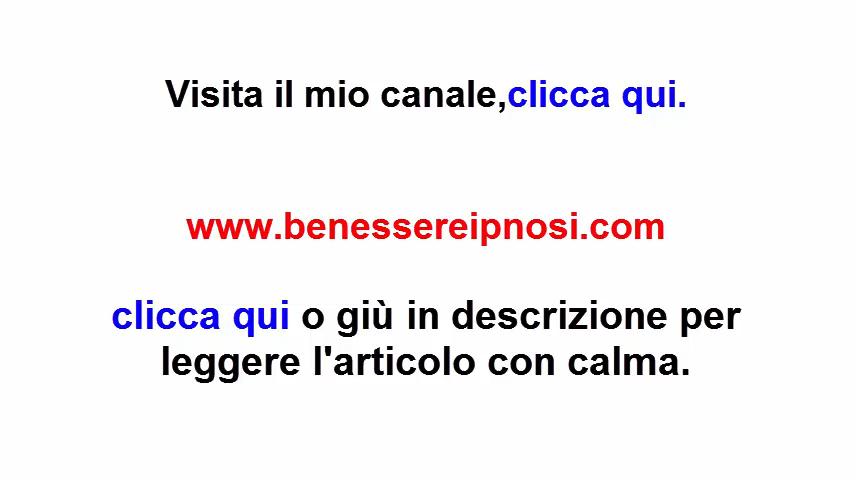 Visita il mio canale,clicca qui.
www.benessereipnosi.com
clicca qui o giù in descrizione per
leggere l'articolo con calma.